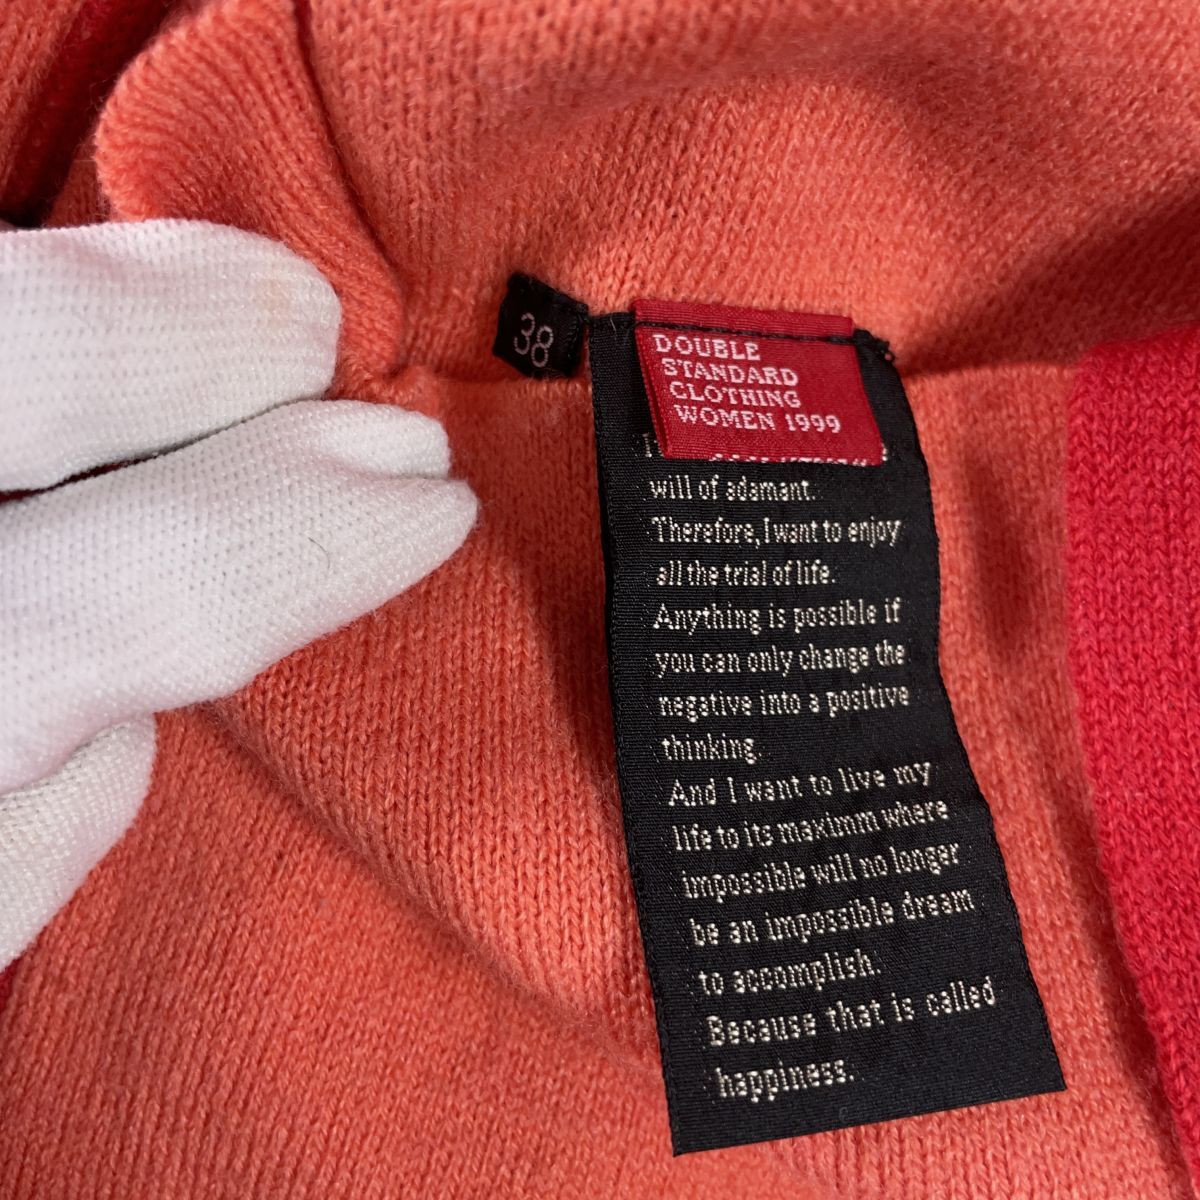 38
DOUBLE
STANDARD
CLOTHING
WOMEN 1999
will of adamant.
Therefore, I want to enjoy
all the trial of life.
Anything is possible if
you can only change the
negative into a positive
thinking.
And I want to live my
life to its maximm where
impossible will no longer
be an impossible dream
to accomplish.
Because that is called
happiness.